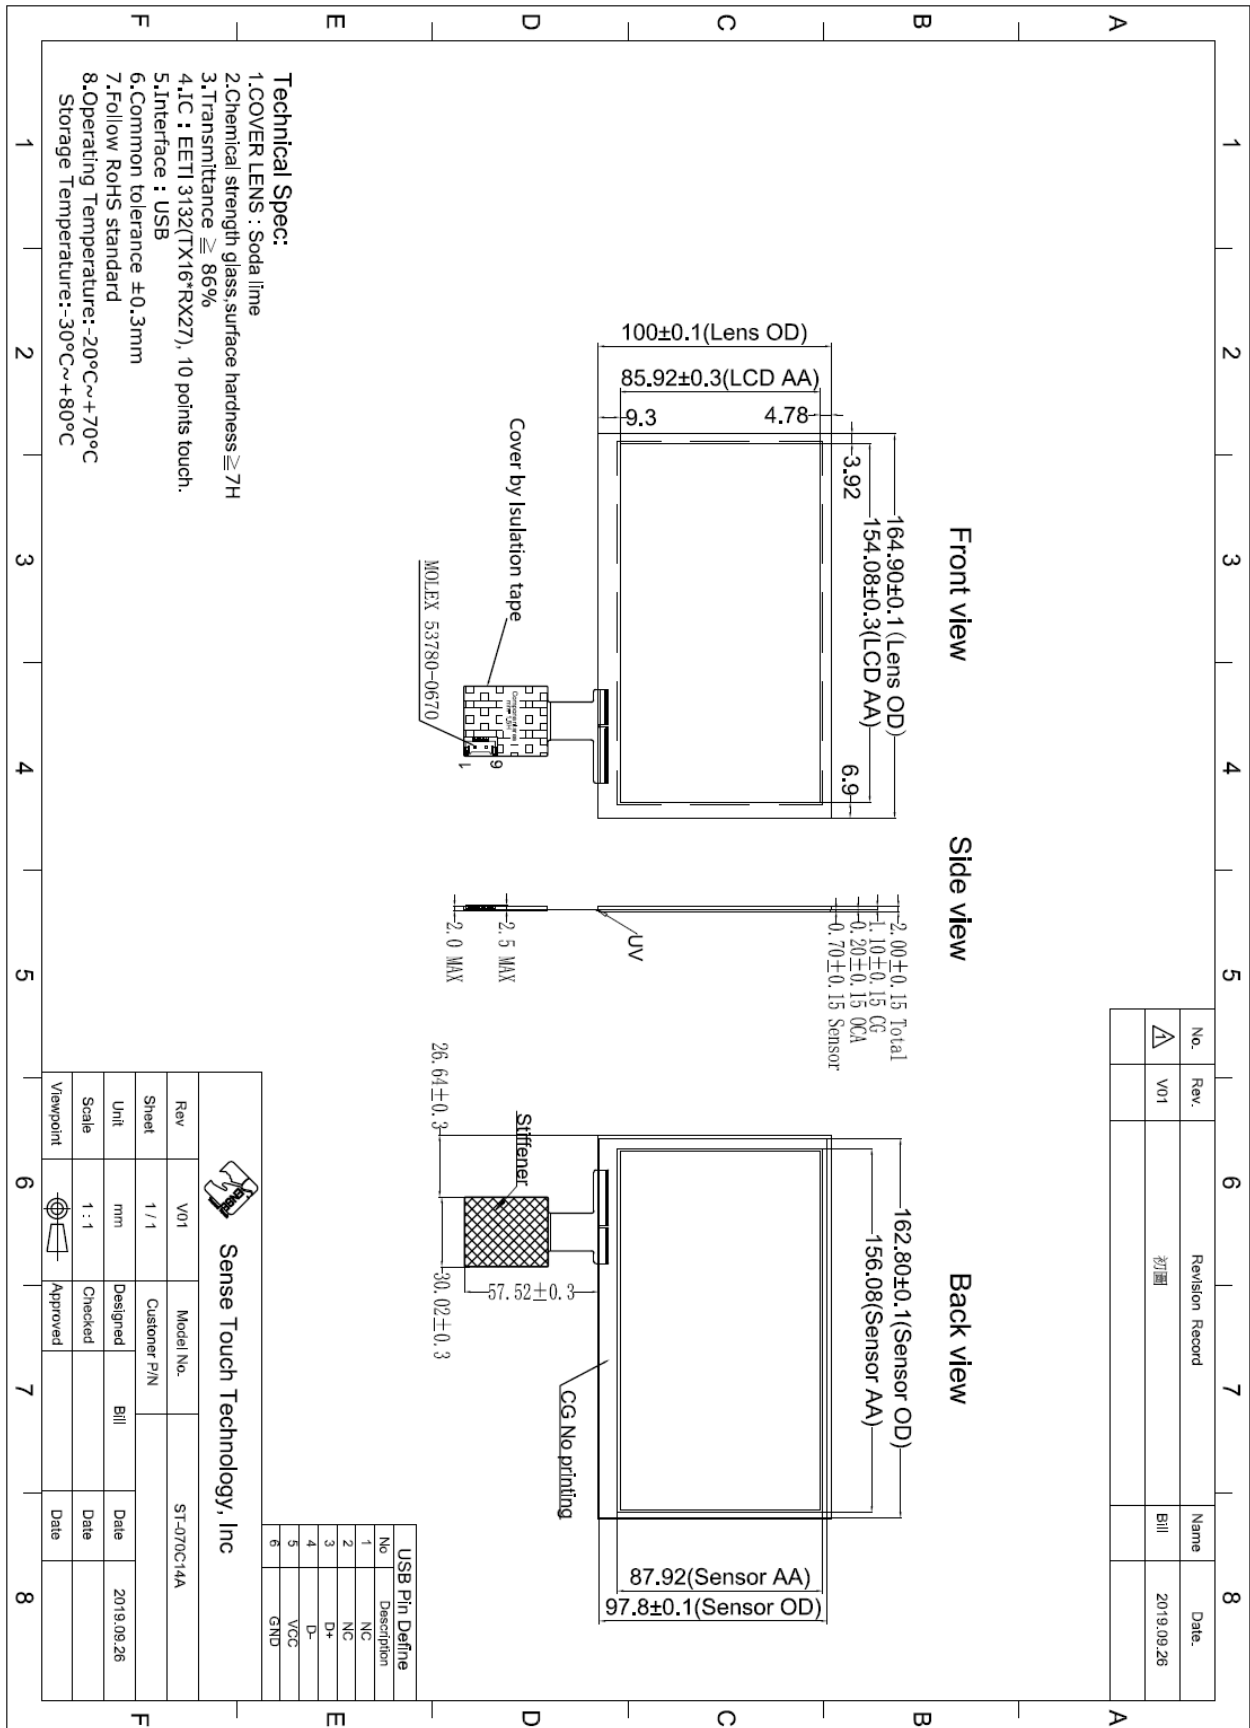 1 2 3 4 5 6 7 8
A
B
C
D
E
F
No. Rev. Revision Record Name Date.
1 V01 初圖 Bill 2019.09.26
Front view
Side view
Back view
164.90±0.1 (Lens OD)
154.08±0.3(LCD AA)
3.92
6.9
100±0.1(Lens OD)
85.92±0.3(LCD AA)
9.3
4.78
Cover by Isulation tape
MOLEX 53780-0670
1
6
2.00±0.15 Total
1.10±0.15 CG
0.20±0.15 OCA
0.70±0.15 Sensor
UV
2.5 MAX
2.0 MAX
162.80±0.1(Sensor OD)
156.08(Sensor AA)
87.92(Sensor AA)
97.8±0.1(Sensor OD)
26.64±0.3
Stiffener
57.52±0.3
30.02±0.3
CG No printing
Technical Spec:
1.COVER LENS : Soda lime
2.Chemical strength glass,surface hardness≧7H
3.Transmittance ≧ 86%
4.IC : EETI 3132(TX16*RX27), 10 points touch.
5.Interface : USB
6.Common tolerance ±0.3mm
7.Follow RoHS standard
8.Operating Temperature:-20°C~+70°C
Storage Temperature:-30°C~+80°C
USB Pin Define
No Description
1 NC
2 NC
3 D+
4 D-
5 VCC
6 GND
Sense Touch Technology, Inc
Rev V01 Model No. ST-070C14A
Sheet 1 / 1 Customer P/N
Unit mm Designed Bill Date 2019.09.26
Scale 1 : 1 Checked Date
Viewpoint Approved Date
1 2 3 4 5 6 7 8
A
B
C
D
E
F